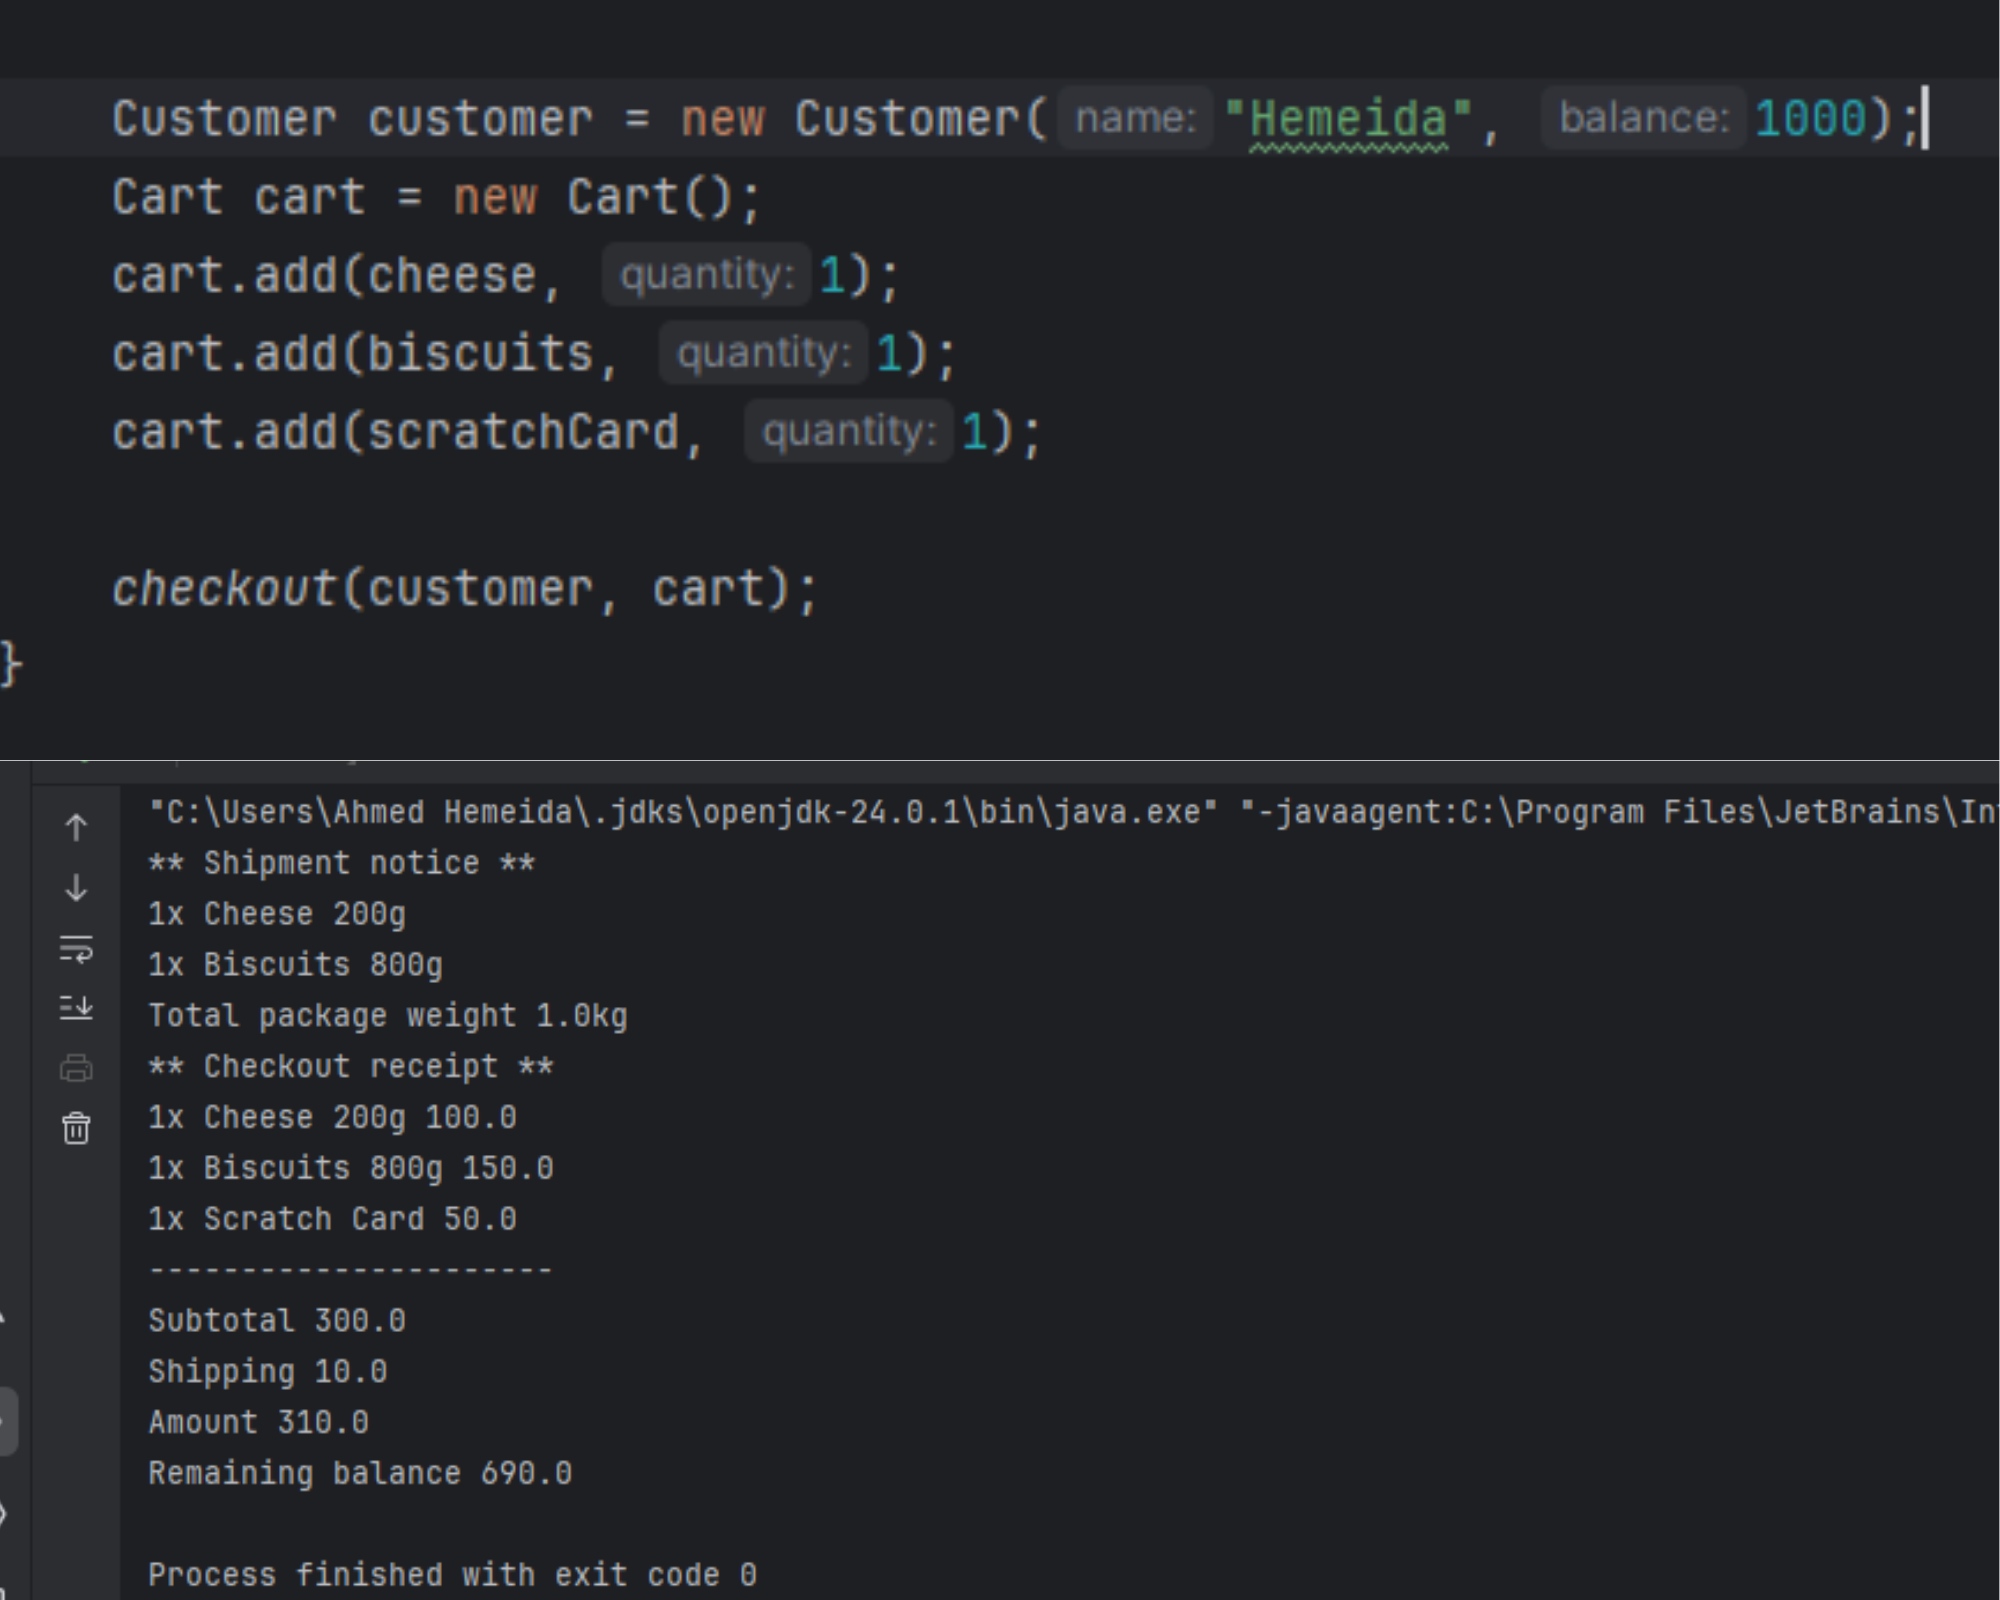 Customer customer = new Customer( name: "Hemeida", balance: 1000);
Cart cart = new Cart();
cart.add(cheese, quantity: 1);
cart.add(biscuits, quantity: 1);
cart.add(scratchCard, quantity: 1);
checkout(customer, cart);
}
"C:\Users\Ahmed Hemeida\.jdks\openjdk-24.0.1\bin\java.exe" "-javaagent:C:\Program Files\JetBrains\In
** Shipment notice **
1x Cheese 200g
1x Biscuits 800g
Total package weight 1.0kg
** Checkout receipt **
1x Cheese 200g 100.0
1x Biscuits 800g 150.0
1x Scratch Card 50.0
----------------------
Subtotal 300.0
Shipping 10.0
Amount 310.0
Remaining balance 690.0
Process finished with exit code 0